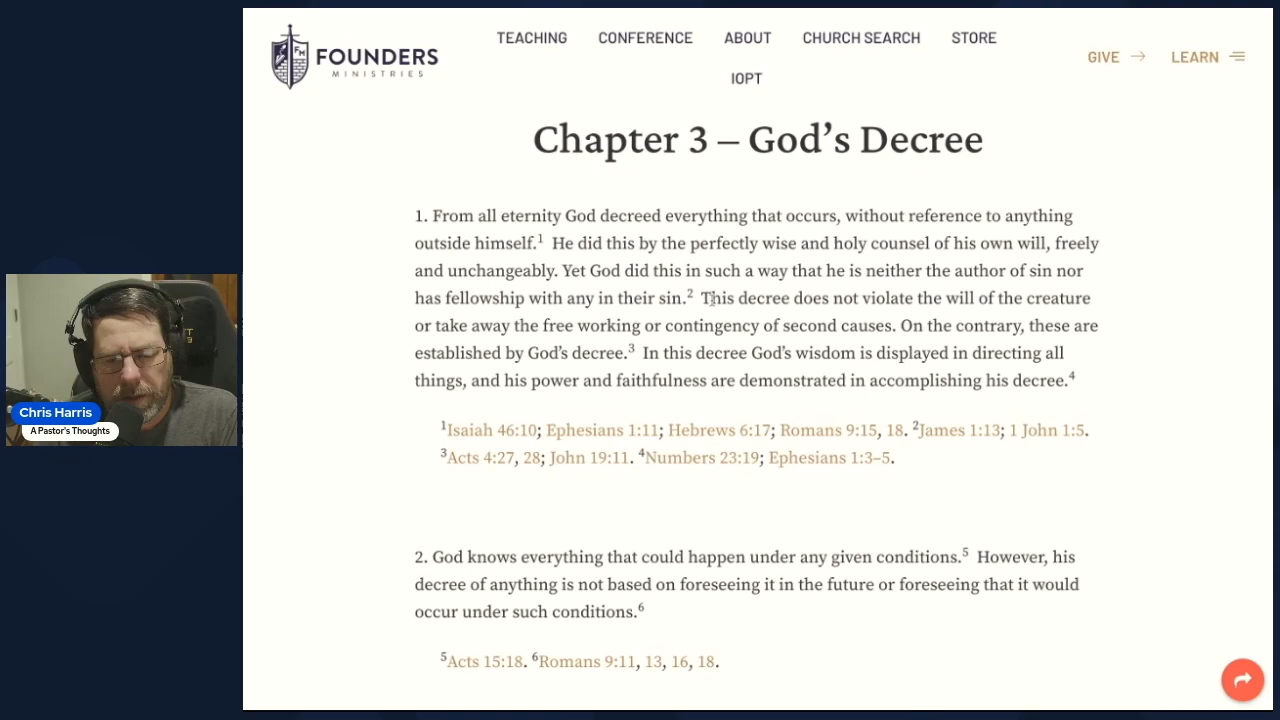 FOUNDERS
MINISTRIES
TEACHING CONFERENCE ABOUT CHURCH SEARCH STORE
IOPT
GIVE → LEARN
Chapter 3 – God’s Decree
1. From all eternity God decreed everything that occurs, without reference to anything
outside himself.¹ He did this by the perfectly wise and holy counsel of his own will, freely
and unchangeably. Yet God did this in such a way that he is neither the author of sin nor
has fellowship with any in their sin.² This decree does not violate the will of the creature
or take away the free working or contingency of second causes. On the contrary, these are
established by God’s decree.³ In this decree God’s wisdom is displayed in directing all
things, and his power and faithfulness are demonstrated in accomplishing his decree.⁴
¹Isaiah 46:10; Ephesians 1:11; Hebrews 6:17; Romans 9:15, 18. ²James 1:13; 1 John 1:5.
³Acts 4:27, 28; John 19:11. ⁴Numbers 23:19; Ephesians 1:3–5.
2. God knows everything that could happen under any given conditions.⁵ However, his
decree of anything is not based on foreseeing it in the future or foreseeing that it would
occur under such conditions.⁶
⁵Acts 15:18. ⁶Romans 9:11, 13, 16, 18.
Chris Harris
A Pastor's Thoughts